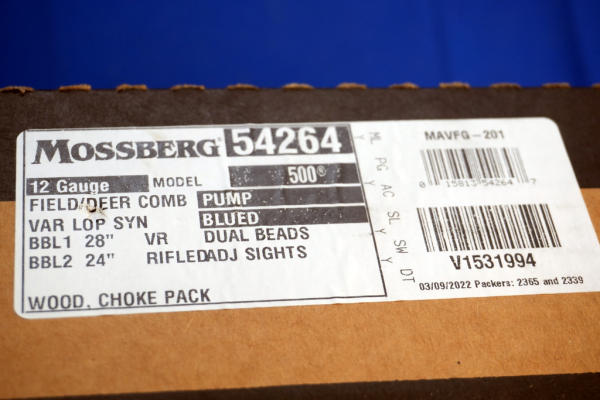 MOSSBERG® 54264
12 Gauge MODEL 500®
FIELD/DEER COMB PUMP
VAR LOP SYN BLUED
BBL1 28" VR DUAL BEADS
BBL2 24" RIFLED ADJ SIGHTS
WOOD, CHOKE PACK
ML PG AC SL SW DT
Y Y Y Y
MAVFG-201
0 15813 54264 7
V1531994
03/09/2022 Packers: 2365 and 2339